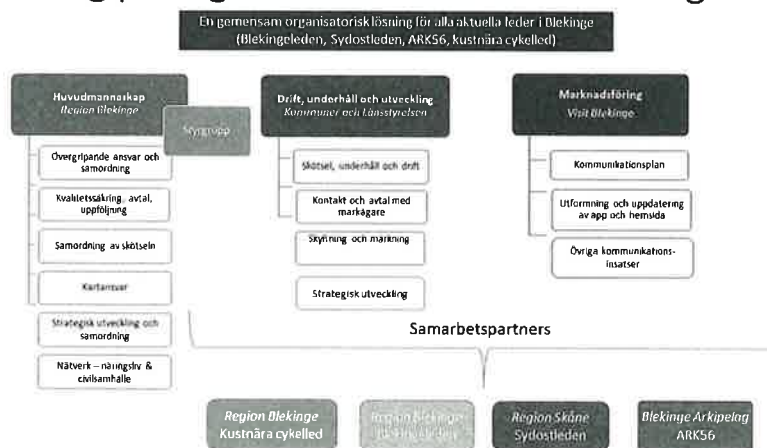 En gemensam organisatorisk lösning för alla aktuella leder i Blekinge
(Blekingeleden, Sydostleden, ARK56, kustnära cykelled)
Huvudmannaskap
Region Blekinge
Styrgrupp
Övergripande ansvar och
samordning
Kvalitetssäkring, avtal,
uppföljning
Samordning av skötseln
Kartansvar
Strategisk utveckling och
samordning
Nätverk – näringsliv &
civilsamhälle
Drift, underhåll och utveckling
Kommuner och Länsstyrelsen
Skötsel, underhåll och drift
Kontakt och avtal med
markägare
Skyltning och märkning
Strategisk utveckling
Marknadsföring
Visit Blekinge
Kommunikationsplan
Utformning och uppdatering
av app och hemsida
Övriga kommunikations-
insatser
Samarbetspartners
Region Blekinge
Kustnära cykelled
Region Blekinge
Blekingeleden
Region Skåne
Sydostleden
Blekinge Arkipelag
ARK56